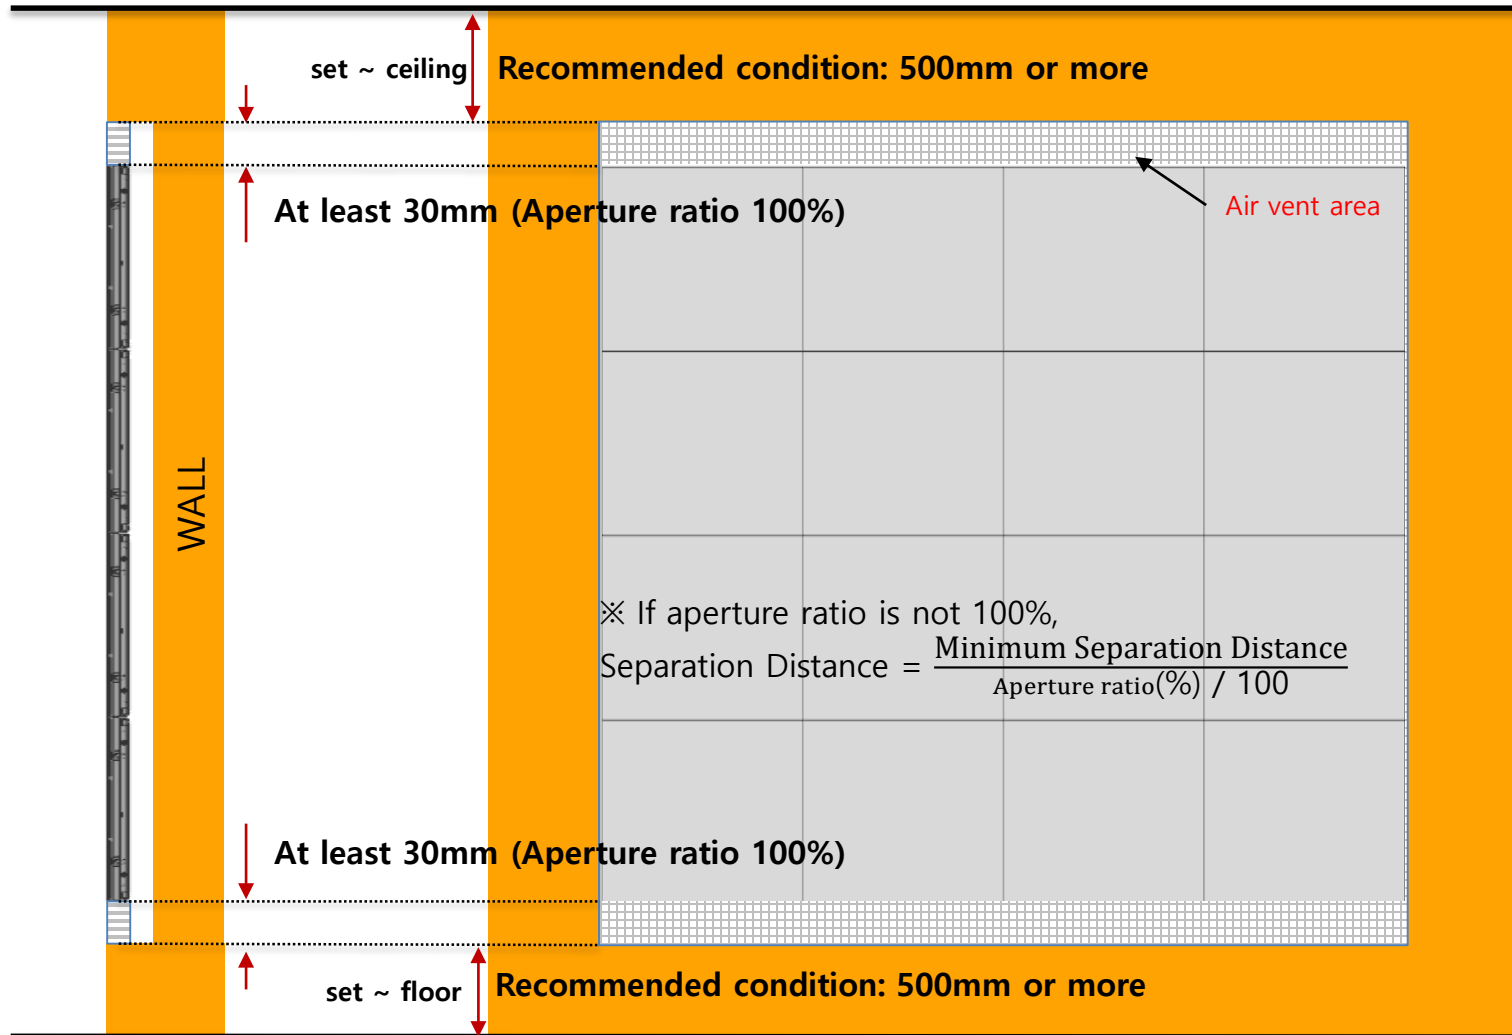 set ~ ceiling
Recommended condition: 500mm or more
At least 30mm (Aperture ratio 100%)
Air vent area
WALL
※ If aperture ratio is not 100%,
Separation Distance = Minimum Separation Distance
Aperture ratio(%) / 100
At least 30mm (Aperture ratio 100%)
set ~ floor
Recommended condition: 500mm or more